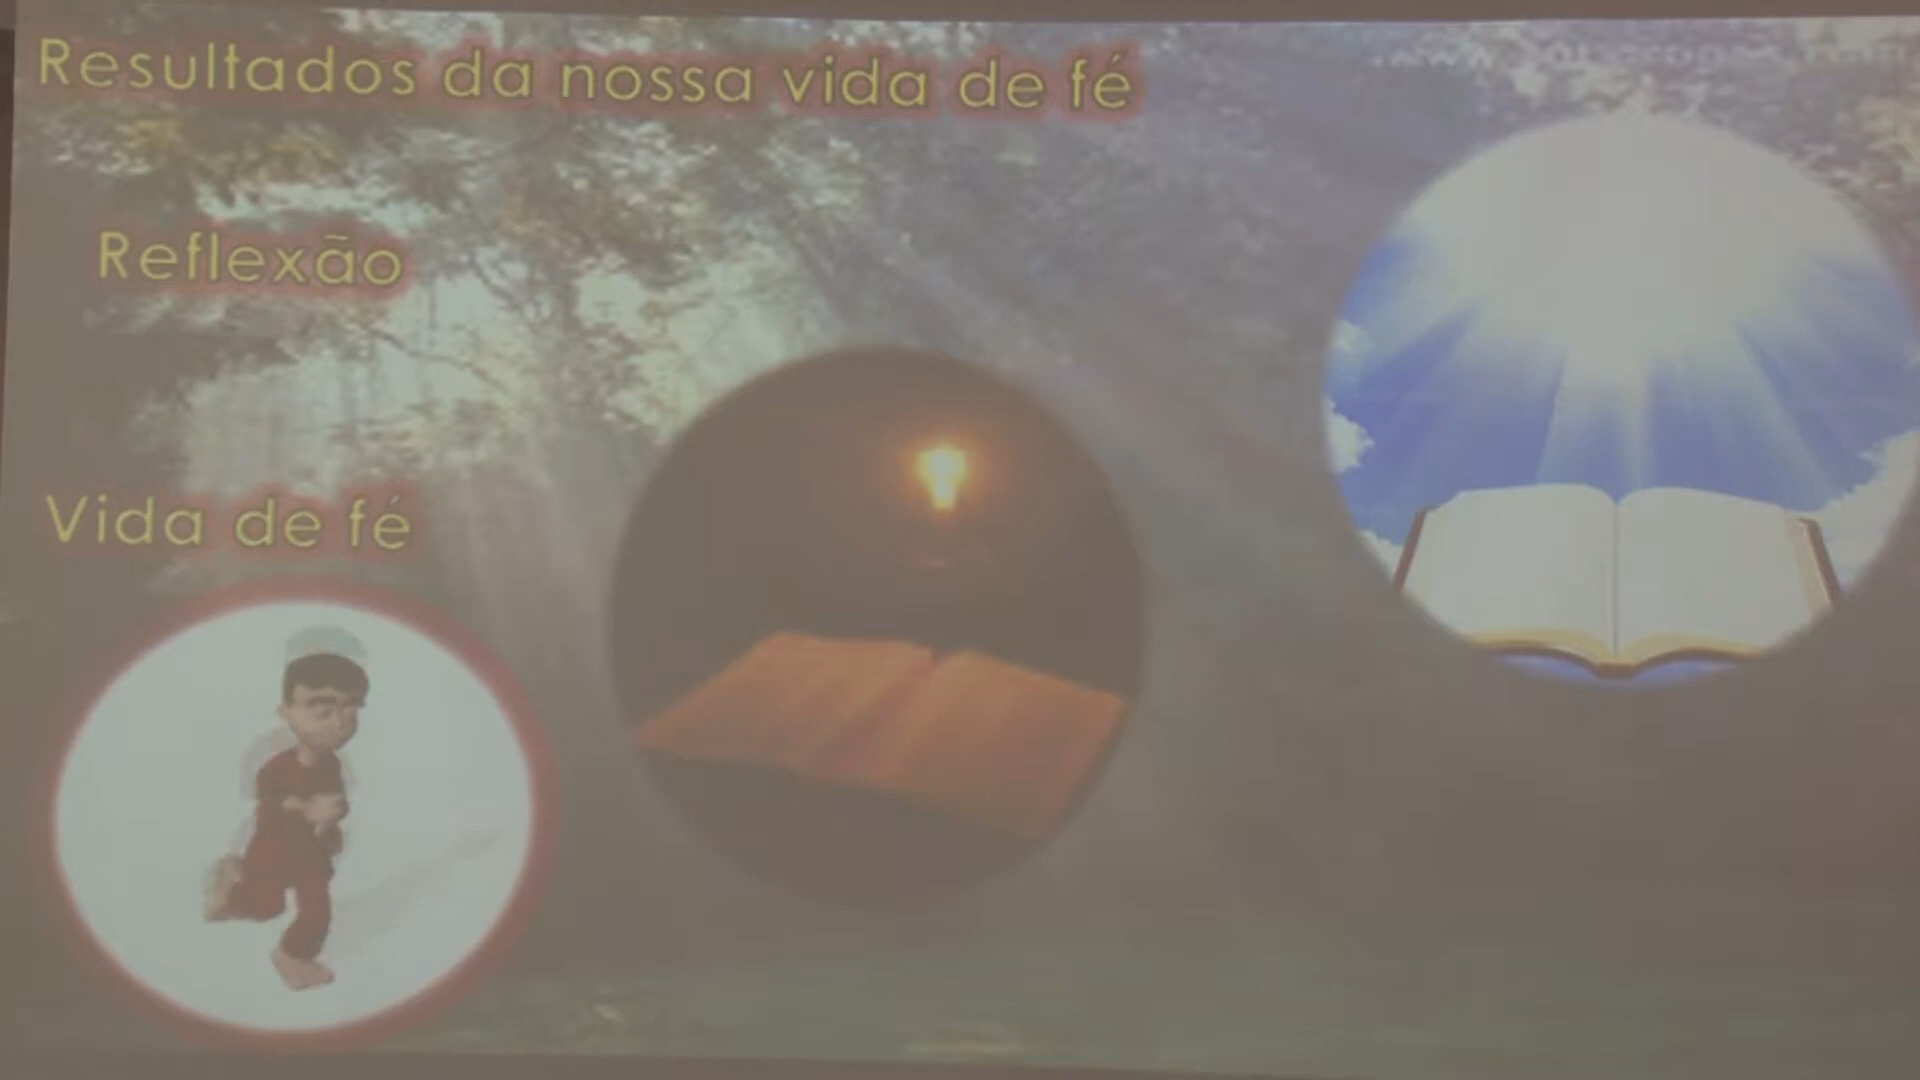 Resultados da nossa vida de fé
Reflexão
Vida de fé